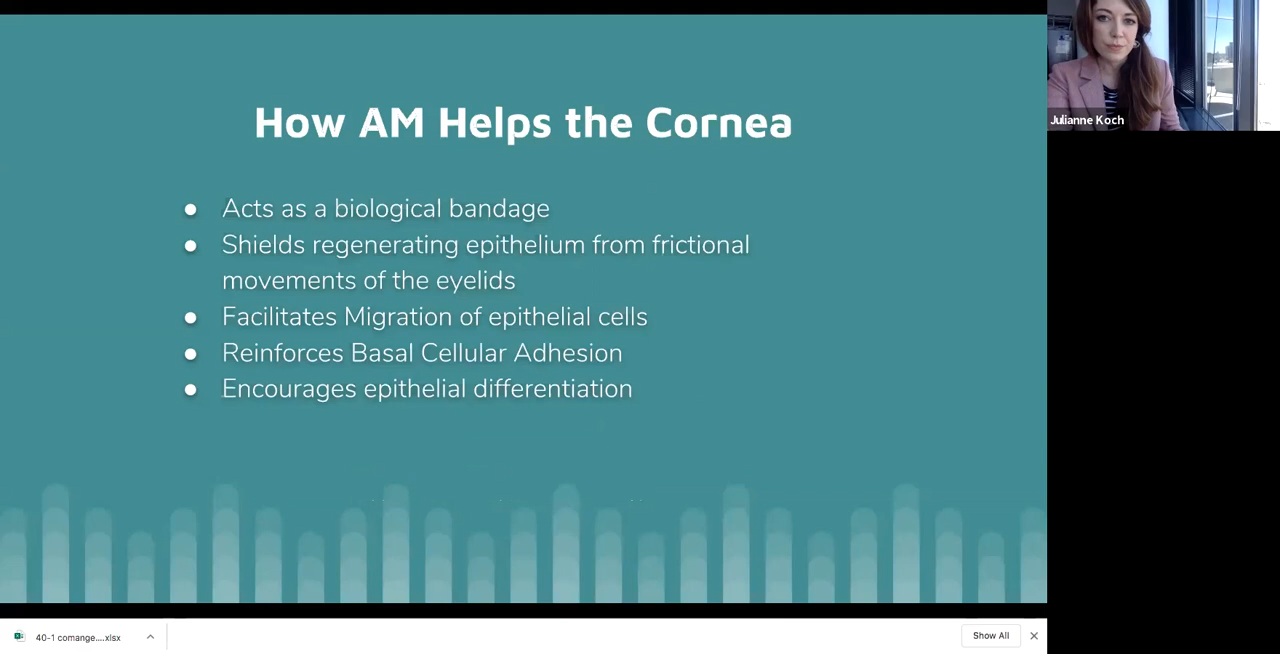 How AM Helps the Cornea
● Acts as a biological bandage
● Shields regenerating epithelium from frictional
movements of the eyelids
● Facilitates Migration of epithelial cells
● Reinforces Basal Cellular Adhesion
● Encourages epithelial differentiation
Julianne Koch
40-1 comange....xlsx
Show All